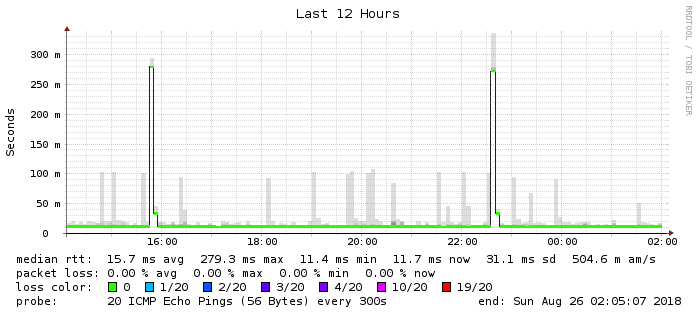 Last 12 Hours
RRDTOOL / TOBI OETIKER
Seconds
300 m
250 m
200 m
150 m
100 m
50 m
0
16:00 18:00 20:00 22:00 00:00 02:00
median rtt: 15.7 ms avg 279.3 ms max 11.4 ms min 11.7 ms now 31.1 ms sd 504.6 m am/s
packet loss: 0.00 % avg 0.00 % max 0.00 % min 0.00 % now
loss color: 0 1/20 2/20 3/20 4/20 10/20 19/20
probe: 20 ICMP Echo Pings (56 Bytes) every 300s end: Sun Aug 26 02:05:07 2018